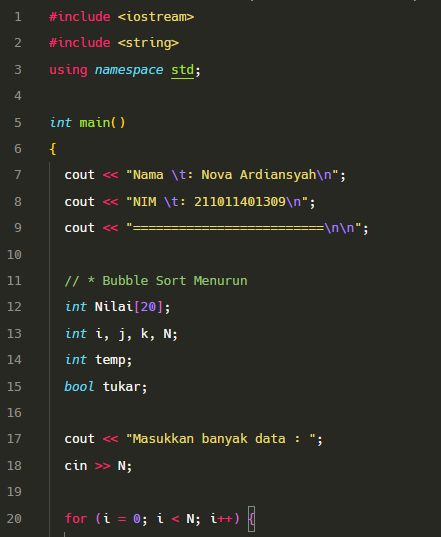 1 #include <iostream>
2 #include <string>
3 using namespace std;
4
5 int main()
6 {
7 cout << "Nama \t: Nova Ardiansyah\n";
8 cout << "NIM \t: 211011401309\n";
9 cout << "=========================\n\n";
10
11 // * Bubble Sort Menurun
12 int Nilai[20];
13 int i, j, k, N;
14 int temp;
15 bool tukar;
16
17 cout << "Masukkan banyak data : ";
18 cin >> N;
19
20 for (i = 0; i < N; i++) {